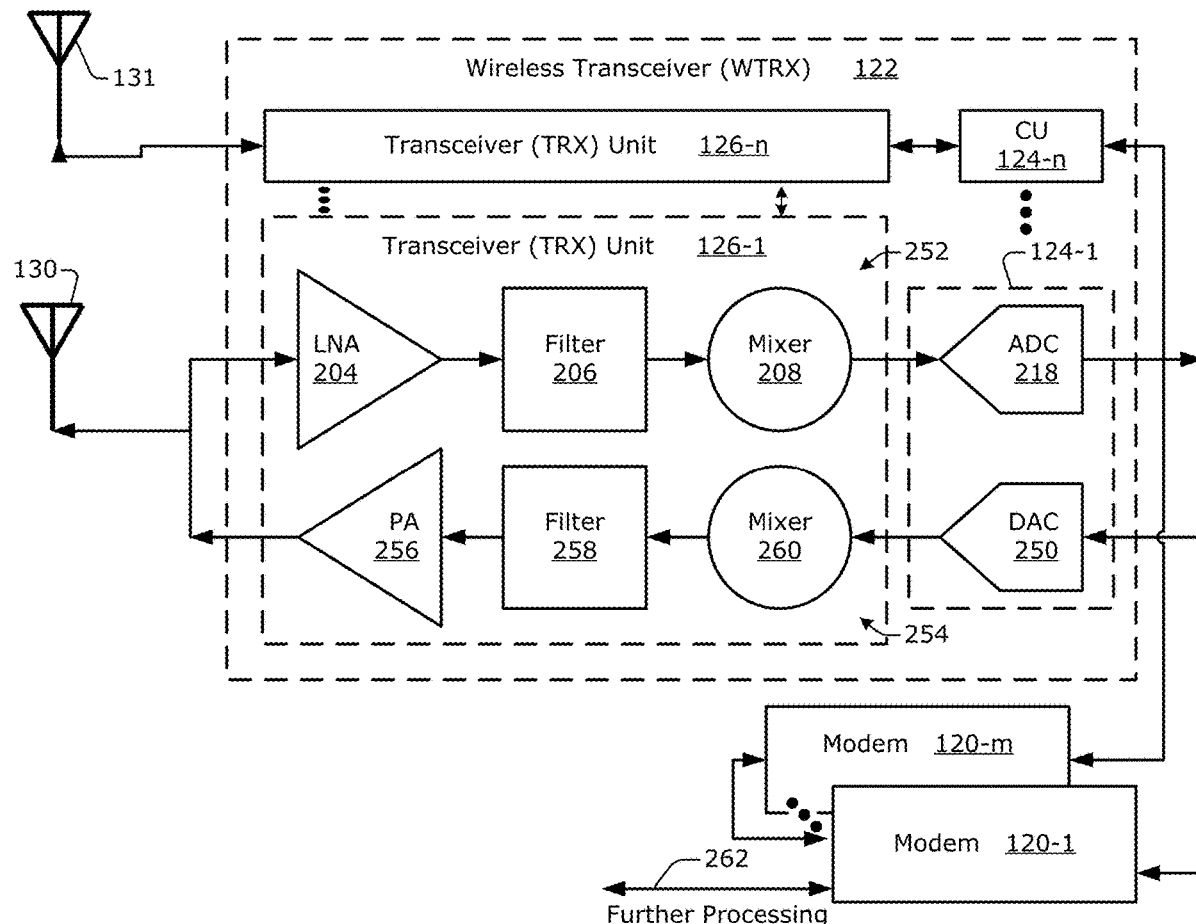 131
Wireless Transceiver (WTRX) 122
Transceiver (TRX) Unit 126-n
CU
124-n
Transceiver (TRX) Unit 126-1
252
124-1
130
LNA
204
Filter
206
Mixer
208
ADC
218
PA
256
Filter
258
Mixer
260
DAC
250
254
Modem 120-m
Modem 120-1
262
Further Processing